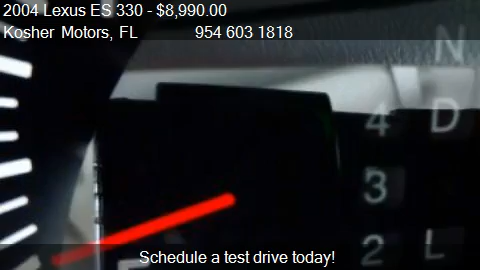 2004 Lexus ES 330 - $8,990.00
Kosher Motors, FL 954 603 1818
N
4 D
3
2 L
Schedule a test drive today!